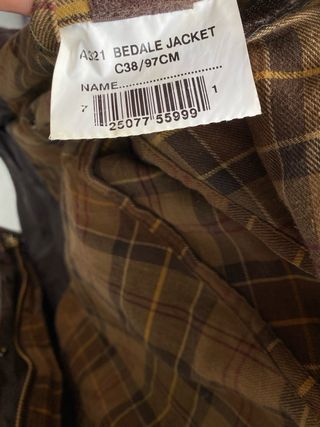 A321 BEDALE JACKET
C38/97CM
NAME....................
7 25077 55999 1